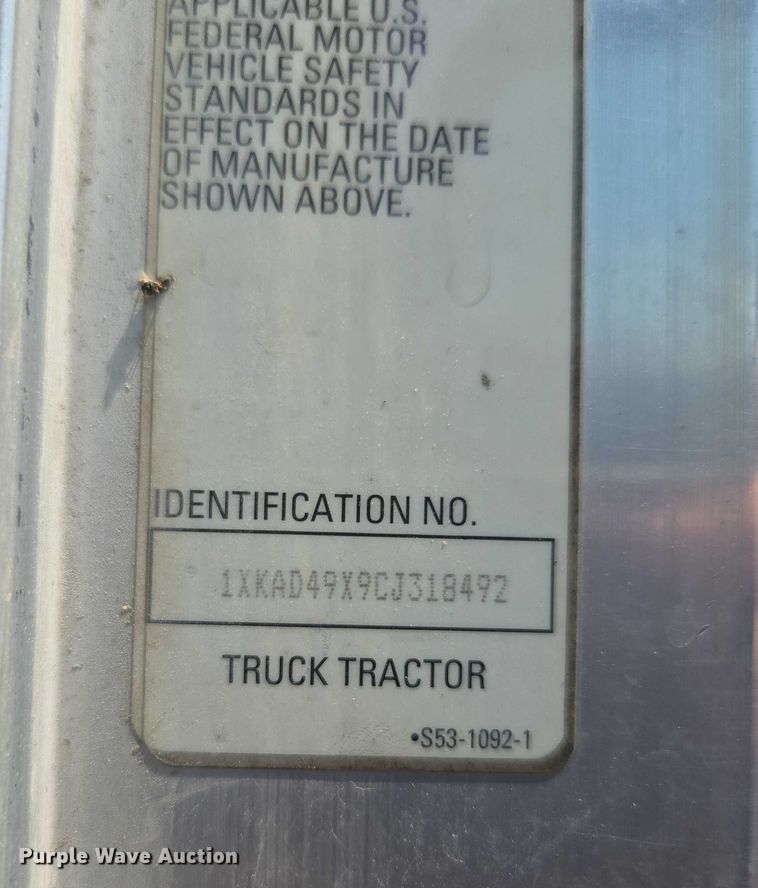 APPLICABLE U.S.
FEDERAL MOTOR
VEHICLE SAFETY
STANDARDS IN
EFFECT ON THE DATE
OF MANUFACTURE
SHOWN ABOVE.
IDENTIFICATION NO.
1XKAD49X9CJ318492
TRUCK TRACTOR
•S53-1092-1
Purple Wave Auction